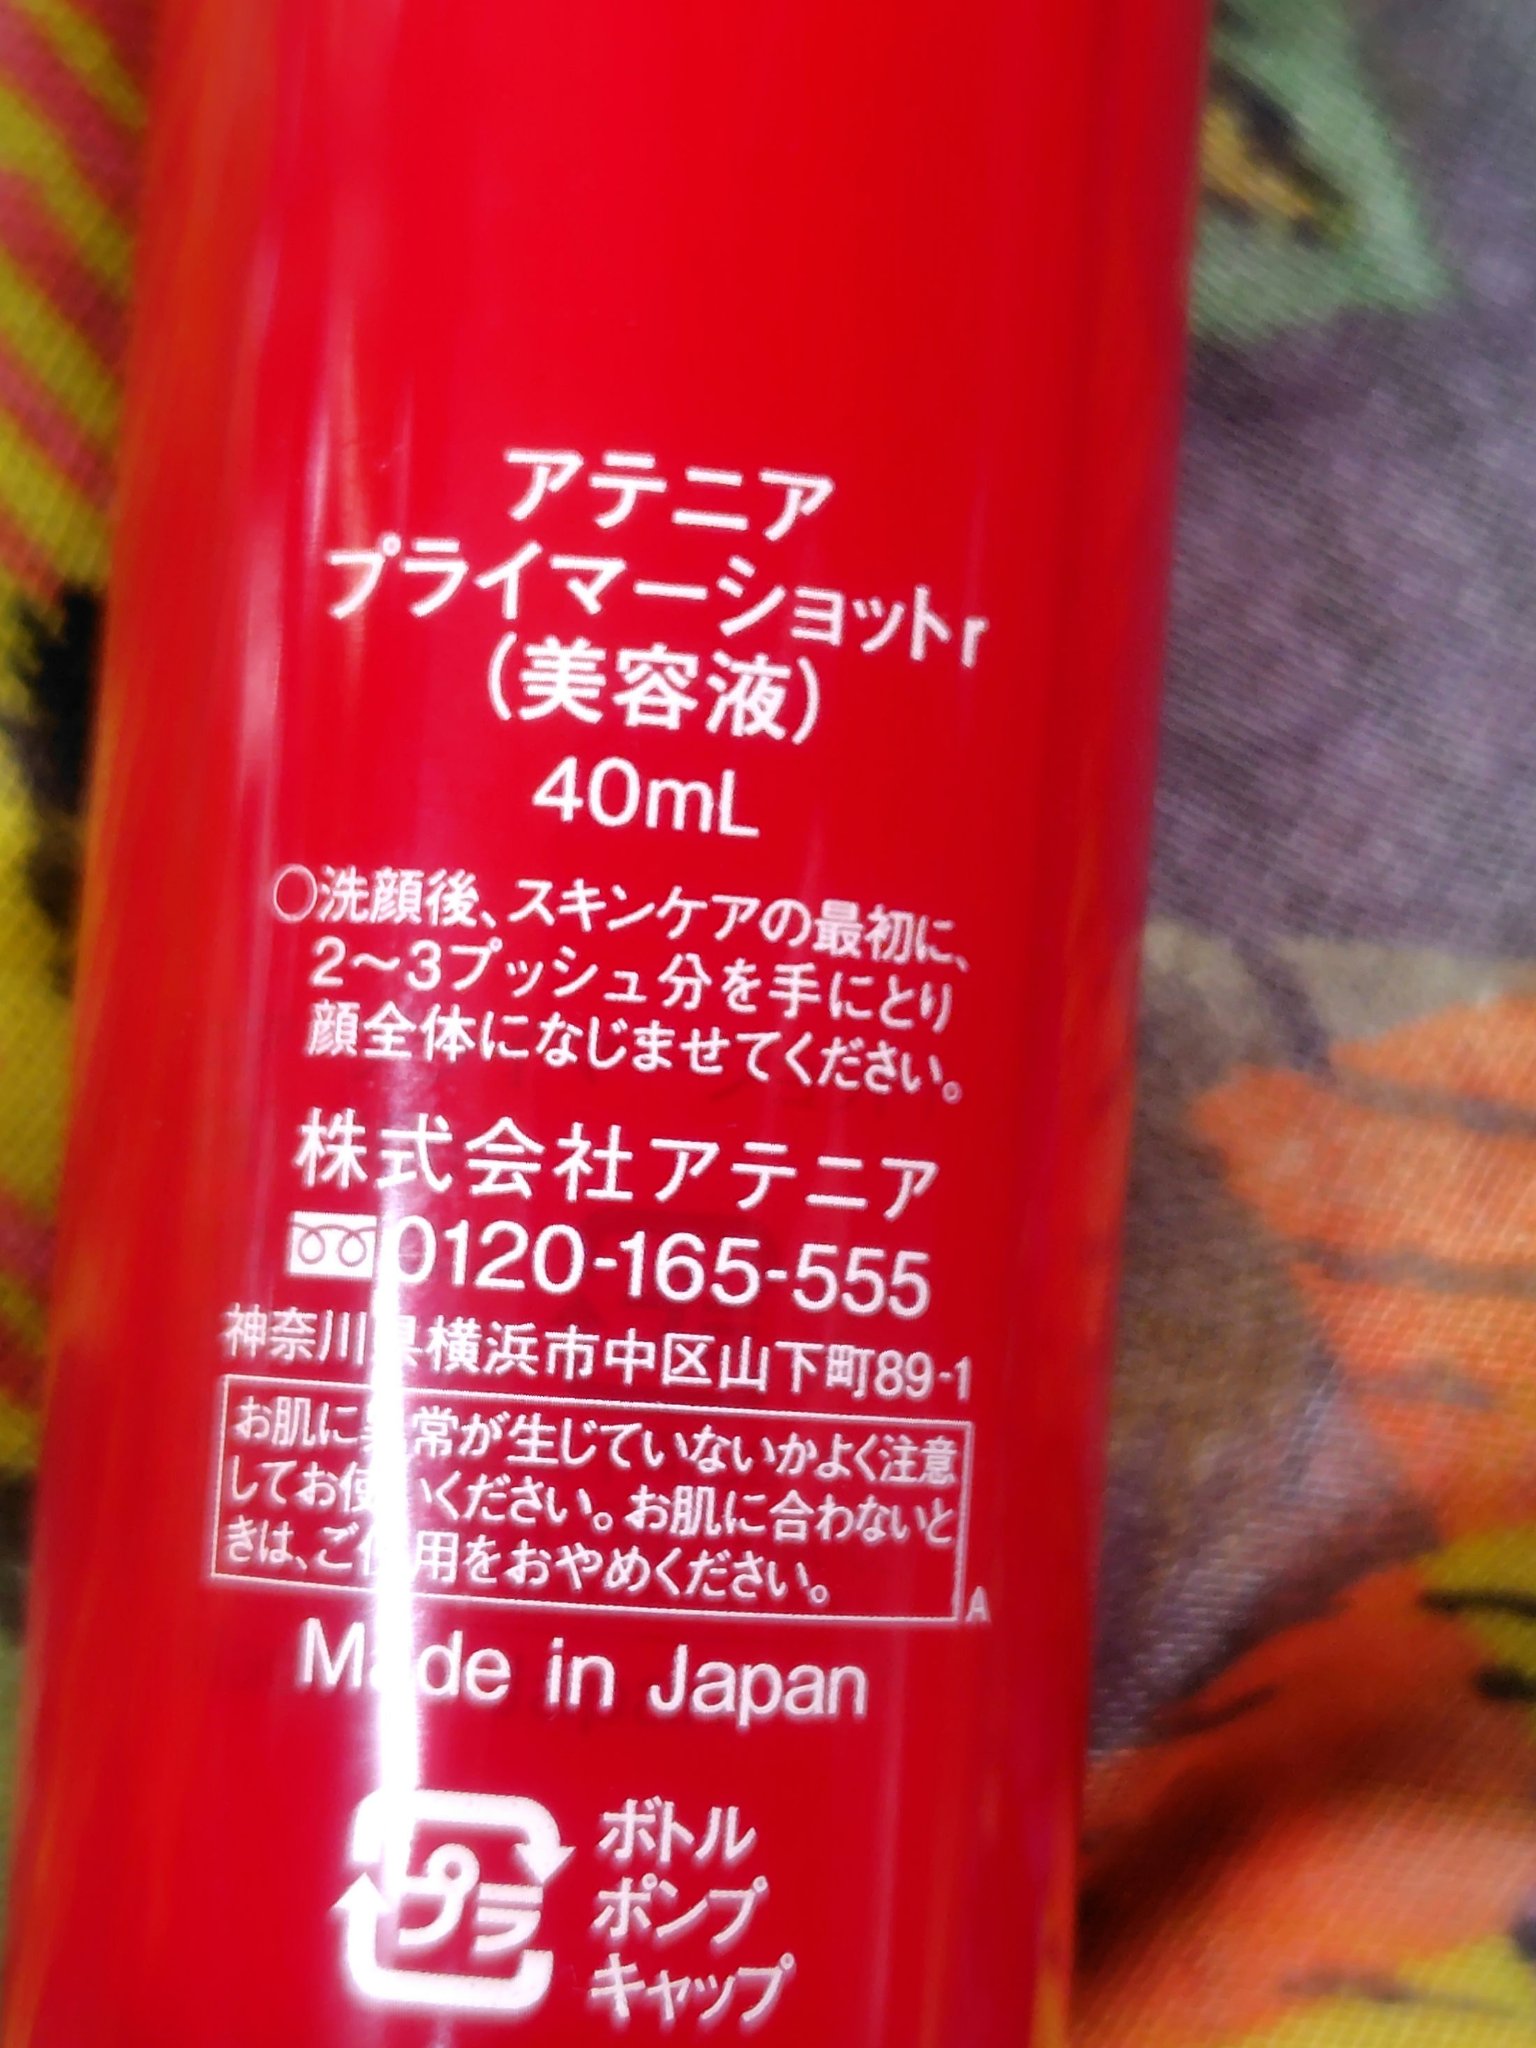 アテニア
プライマーショットr
(美容液)
40mL
○洗顔後、スキンケアの最初に、
2〜3プッシュ分を手にとり
顔全体になじませてください。
株式会社アテニア
0120-165-555
神奈川県横浜市中区山下町89-1
お肌に異常が生じていないかよく注意
してお使いください。お肌に合わないと
きは、ご使用をおやめください。
A
Made in Japan
プラ
ボトル
ポンプ
キャップ